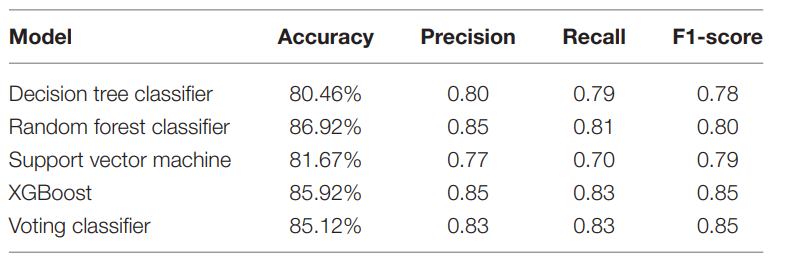 Model Accuracy Precision Recall F1-score
Decision tree classifier 80.46% 0.80 0.79 0.78
Random forest classifier 86.92% 0.85 0.81 0.80
Support vector machine 81.67% 0.77 0.70 0.79
XGBoost 85.92% 0.85 0.83 0.85
Voting classifier 85.12% 0.83 0.83 0.85